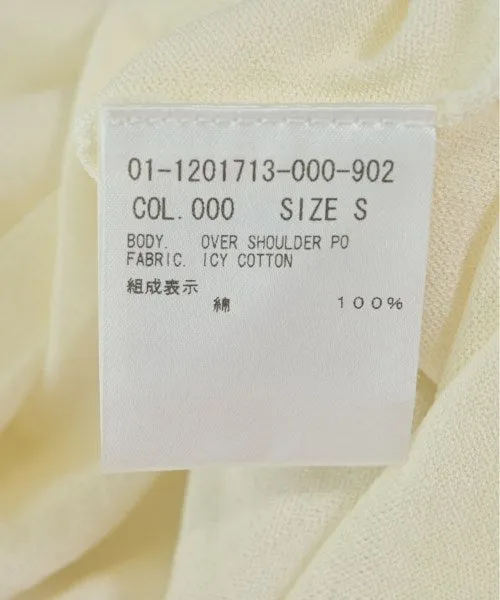 01-1201713-000-902
COL.000 SIZE S
BODY. OVER SHOULDER PO
FABRIC. ICY COTTON
組成表示
綿 100%